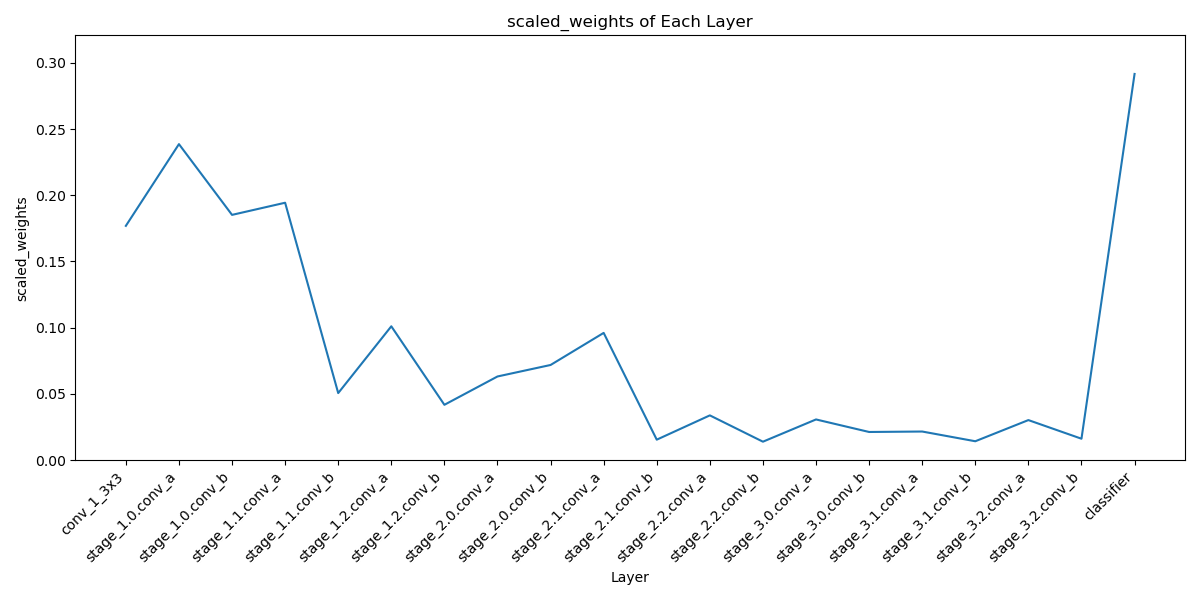 scaled_weights of Each Layer
scaled_weights
0.30
0.25
0.20
0.15
0.10
0.05
0.00
conv_1_3x3
stage_1.0.conv_a
stage_1.0.conv_b
stage_1.1.conv_a
stage_1.1.conv_b
stage_1.2.conv_a
stage_1.2.conv_b
stage_2.0.conv_a
stage_2.0.conv_b
stage_2.1.conv_a
stage_2.1.conv_b
stage_2.2.conv_a
stage_2.2.conv_b
stage_3.0.conv_a
stage_3.0.conv_b
stage_3.1.conv_a
stage_3.1.conv_b
stage_3.2.conv_a
stage_3.2.conv_b
classifier
Layer